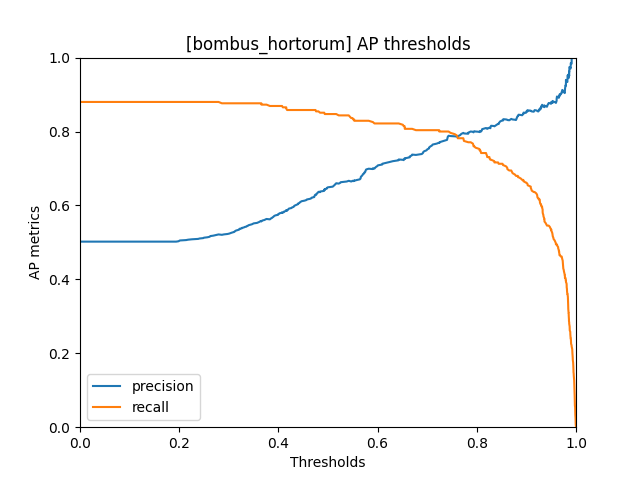 [bombus_hortorum] AP thresholds
1.0
0.8
0.6
0.4
0.2
0.0
AP metrics
precision
recall
0.0 0.2 0.4 0.6 0.8 1.0
Thresholds